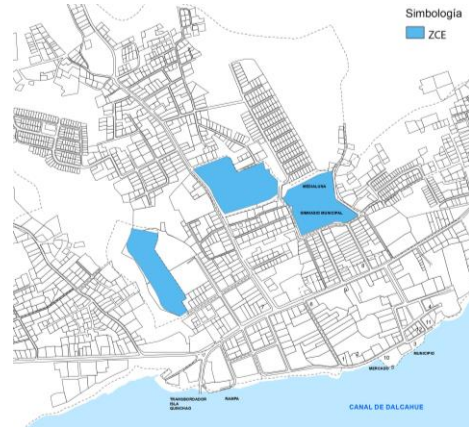 Simbología
ZCE
MEDIALUNA
GIMNASIO MUNICIPAL
MUNICIPIO
MERCADO
TRANSBORDADOR
ISLA
QUINCHAO
RAMPA
CANAL DE DALCAHUE